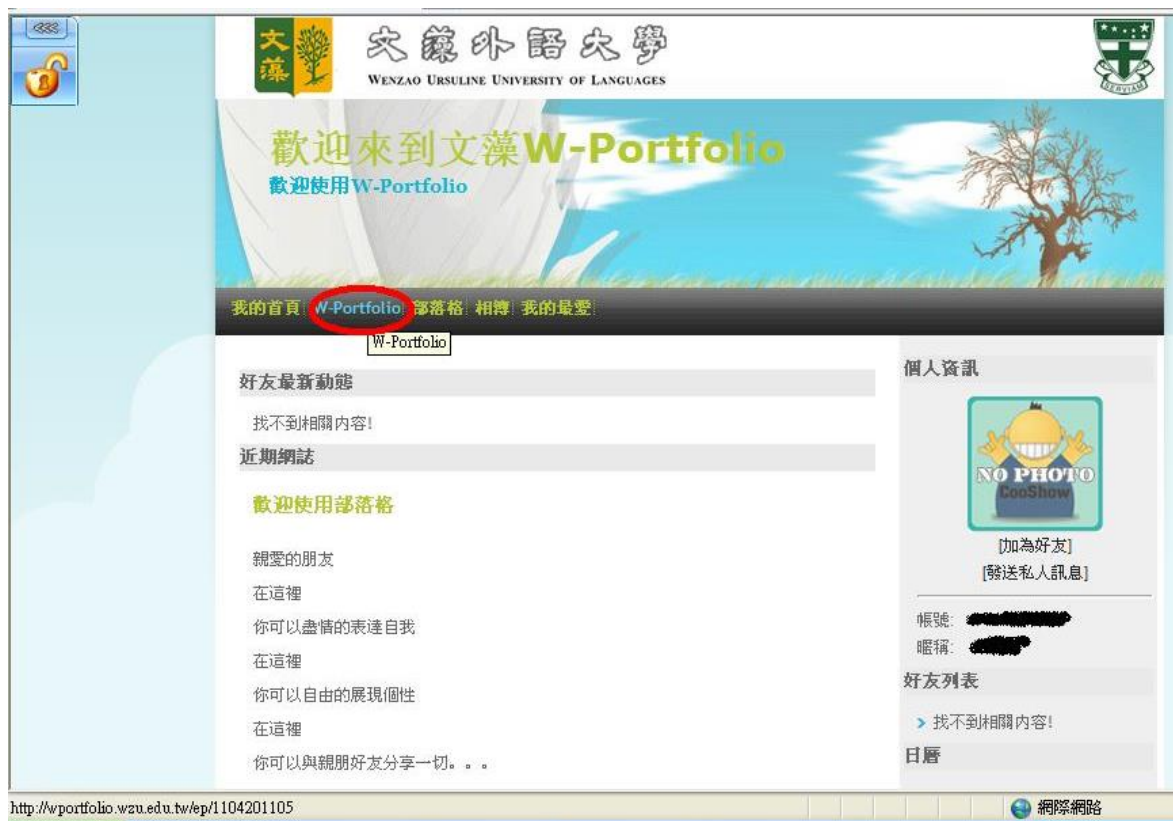 <<<
文藻
文藻外語大學
WENZAO URSULINE UNIVERSITY OF LANGUAGES
SERVIAM
歡迎來到文藻W-Portfolio
歡迎使用W-Portfolio
我的首頁 W-Portfolio 部落格 相簿 我的最愛
W-Portfolio
好友最新動態
找不到相關內容!
近期網誌
歡迎使用部落格
親愛的朋友
在這裡
你可以盡情的表達自我
在這裡
你可以自由的展現個性
在這裡
你可以與親朋好友分享一切。。。
個人資訊
NO PHOTO
CooShow
[加為好友]
[發送私人訊息]
帳號:
暱稱:
好友列表
找不到相關內容!
日曆
http://wportfolio.wzu.edu.tw/ep/1104201105
網際網路